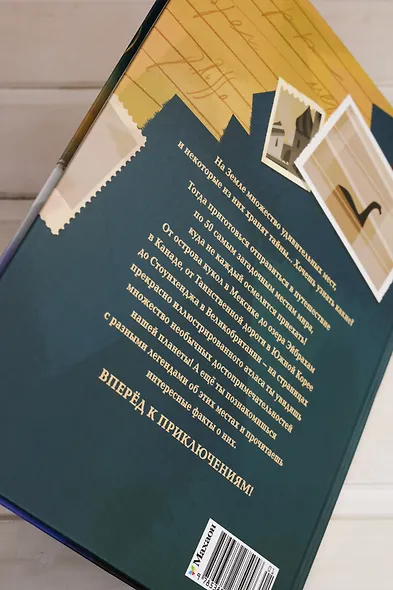 На Земле множество удивительных мест,
и некоторые из них хранят тайны... Хочешь узнать какие?
Тогда приготовься отправиться в путешествие
по 50 самым загадочным местам мира,
куда не каждый осмелится приехать!
От острова кукол в Мексике до озера Эйбрахам
в Канаде, от Таинственной дороги в Южной Корее
до Стоунхенджа в Великобритании – на страницах
прекрасно иллюстрированного атласа ты увидишь
множество необычных достопримечательностей
нашей планеты! А ещё ты познакомишься
с разными легендами об этих местах и прочитаешь
интересные факты о них.
ВПЕРЁД К ПРИКЛЮЧЕНИЯМ!
Махаон